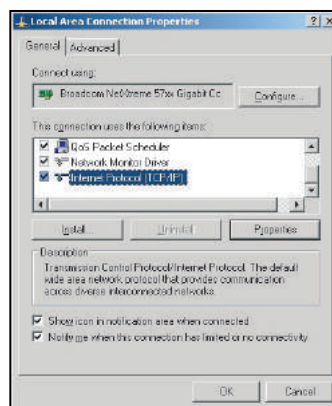 Local Area Connection Properties
General
Advanced
Connect using:
Broadcom NetXtreme 57xx Gigabit Cc
Configure...
This connection uses the following items:
QoS Packet Scheduler
Network Monitor Driver
Internet Protocol (TCP/IP)
Install...
Uninstall
Properties
Description
Transmission Control Protocol/Internet Protocol. The default
wide area network protocol that provides communication
across diverse interconnected networks.
Show icon in notification area when connected
Notify me when this connection has limited or no connectivity
OK
Cancel